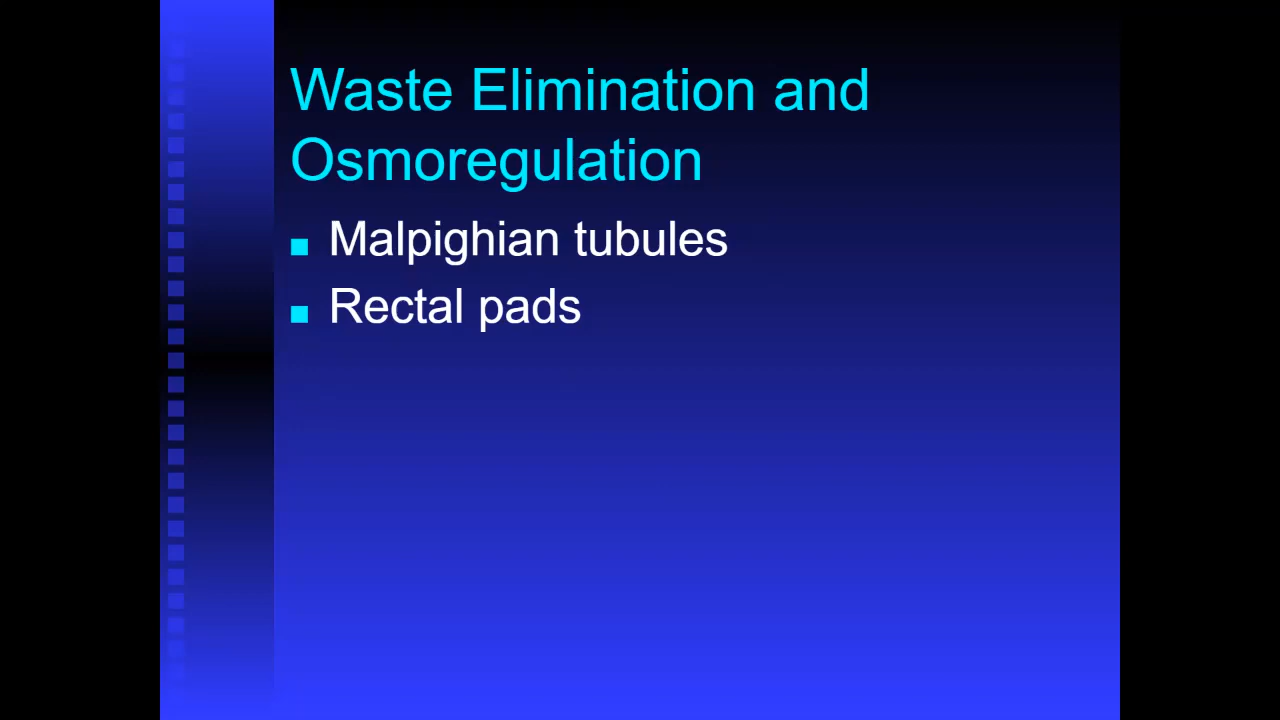 Waste Elimination and
Osmoregulation
Malpighian tubules
Rectal pads